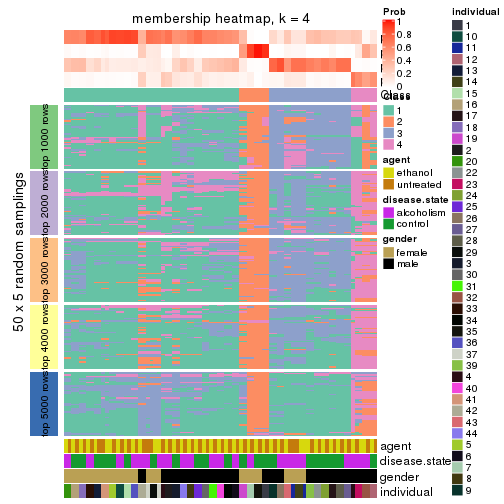 membership heatmap, k = 4
Prob
1
0.8
0.6
0.4
0.2
0
Class
1
2
3
4
agent
ethanol
untreated
disease.state
alcoholism
control
gender
female
male
individual
1
10
11
12
13
14
15
16
17
18
19
2
20
22
23
24
25
26
27
28
29
3
30
31
32
33
34
35
36
37
39
4
40
41
42
43
44
5
6
7
8
9
50 x 5 random samplings
top 1000 rows
top 2000 rows
top 3000 rows
top 4000 rows
top 5000 rows
Class
agent
disease.state
gender
individual